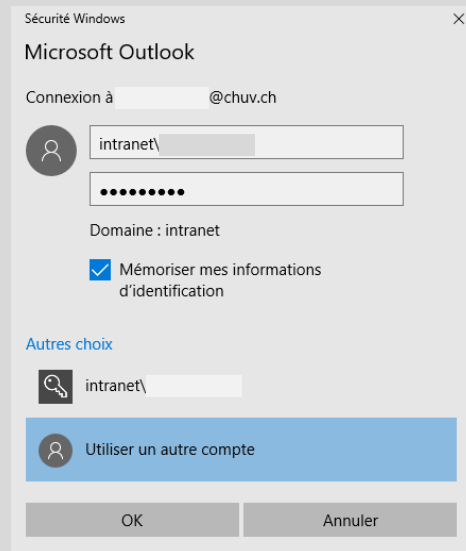 Sécurité Windows
Microsoft Outlook
Connexion à @chuv.ch
intranet\
•••••••••
Domaine : intranet
Mémoriser mes informations
d’identification
Autres choix
intranet\
Utiliser un autre compte
OK Annuler